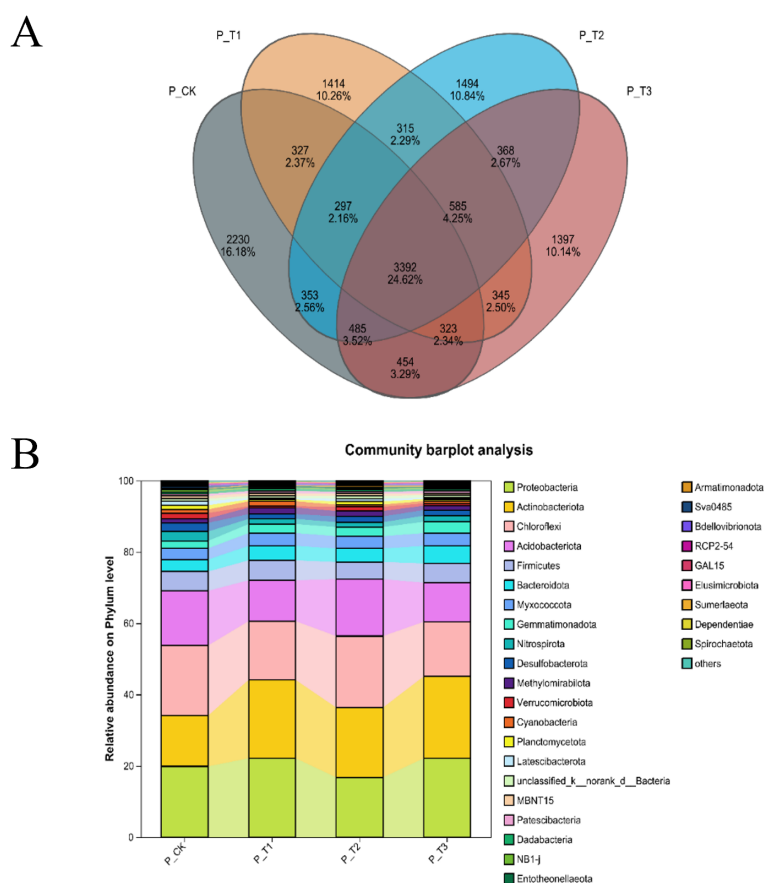 A
P_T1
P_T2
P_CK
P_T3
1414
10.26%
1494
10.84%
315
2.29%
327
2.37%
368
2.67%
297
2.16%
585
4.25%
2230
16.18%
1397
10.14%
3392
24.62%
353
2.56%
345
2.50%
485
3.52%
323
2.34%
454
3.29%
B
Community barplot analysis
Relative abundance on Phylum level
100
80
60
40
20
0
P_CK
P_T1
P_T2
P_T3
Proteobacteria
Actinobacteriota
Chloroflexi
Acidobacteriota
Firmicutes
Bacteroidota
Myxococcota
Gemmatimonadota
Nitrospirota
Desulfobacterota
Methylomirabilota
Verrucomicrobiota
Cyanobacteria
Planctomycetota
Latescibacterota
unclassified_k__norank_d__Bacteria
MBNT15
Patescibacteria
Dadabacteria
NB1-j
Entotheonellaeota
Armatimonadota
Sva0485
Bdellovibrionota
RCP2-54
GAL15
Elusimicrobiota
Sumerlaeota
Dependentiae
Spirochaetota
others